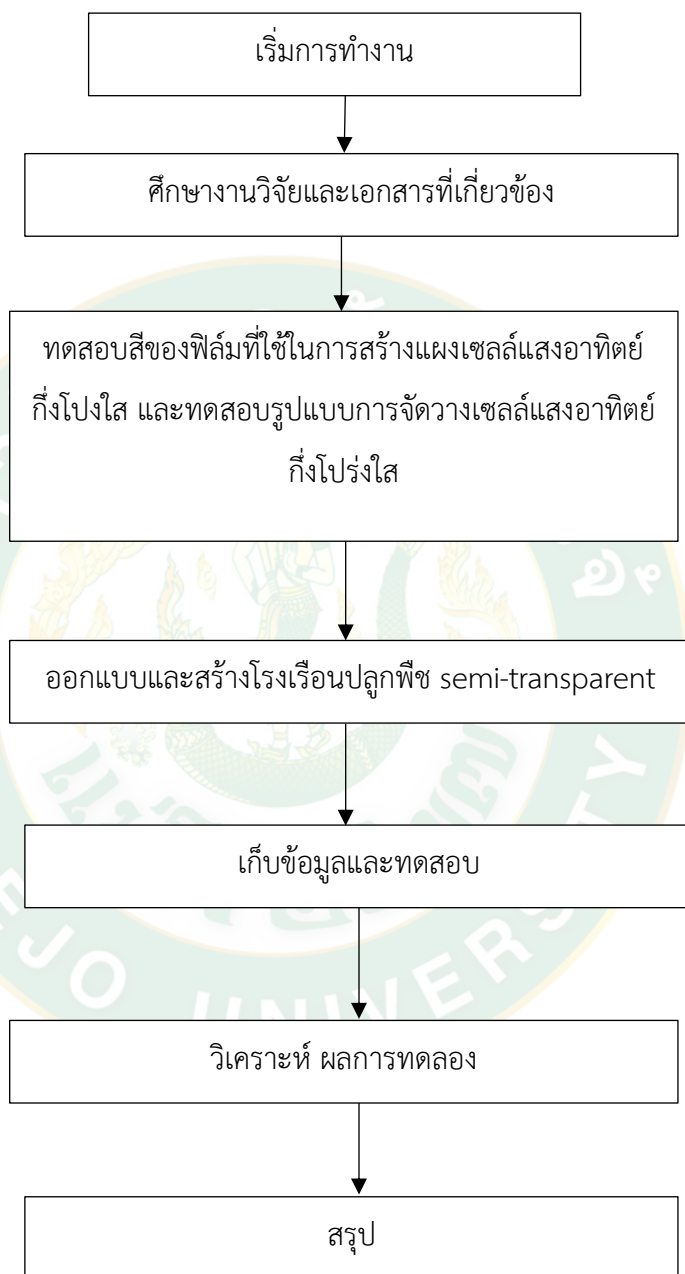 เริ่มการทำงาน
ศึกษางานวิจัยและเอกสารที่เกี่ยวข้อง
ทดสอบสีของฟิล์มที่ใช้ในการสร้างแผงเซลล์แสงอาทิตย์
กึ่งโปงใส และทดสอบรูปแบบการจัดวางเซลล์แสงอาทิตย์
กึ่งโปร่งใส
ออกแบบและสร้างโรงเรือนปลูกพืช semi-transparent
เก็บข้อมูลและทดสอบ
วิเคราะห์ ผลการทดลอง
สรุป
EJO UNIVERSITY